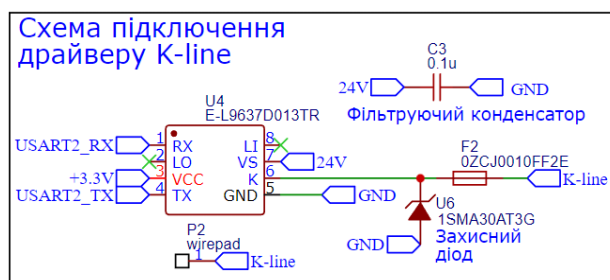 Схема підключення
драйверу K-line
C3
0.1u
24V
GND
Фільтруючий конденсатор
U4
E-L9637D013TR
USART2_RX
1
RX
LI
8
2
LO
VS
7
24V
+3.3V
3
VCC
K
6
USART2_TX
4
TX
GND
5
GND
F2
0ZCJ0010FF2E
K-line
U6
1SMA30AT3G
GND
Захисний
діод
P2
wirepad
1
K-line